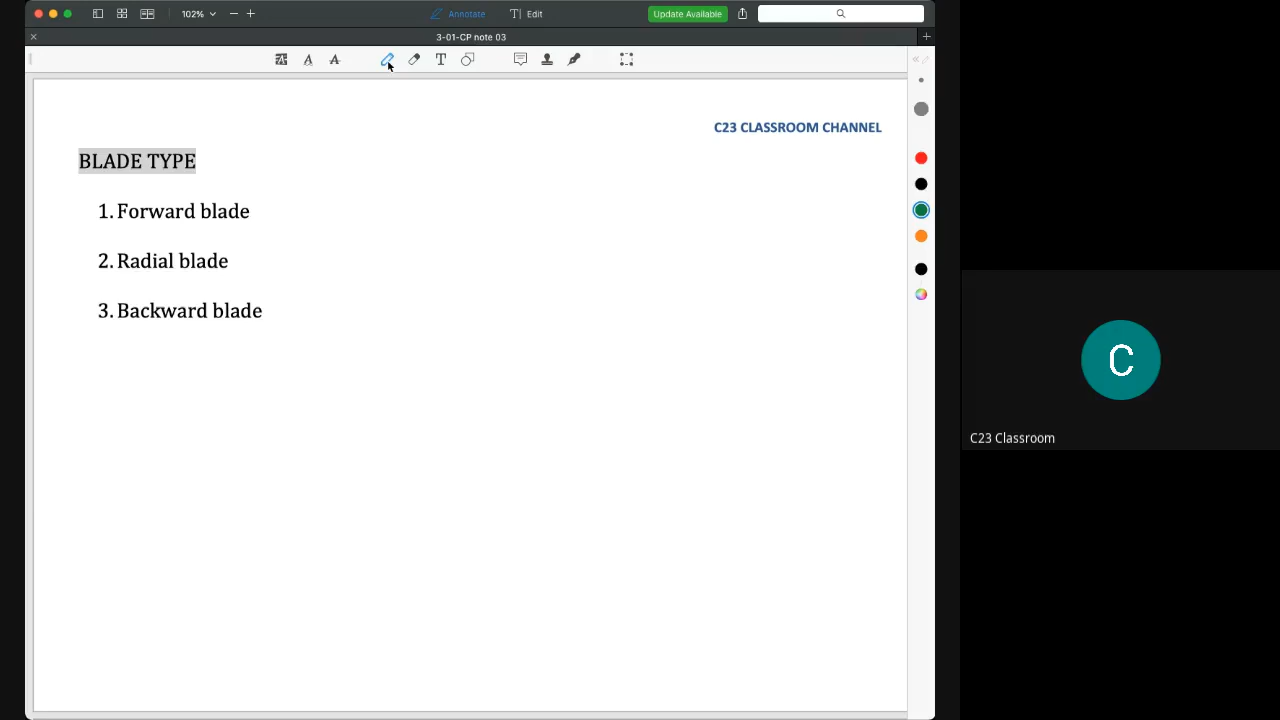 102%
Annotate
T Edit
Update Available
3-01-CP note 03
C23 CLASSROOM CHANNEL
BLADE TYPE
1. Forward blade
2. Radial blade
3. Backward blade
C
C23 Classroom